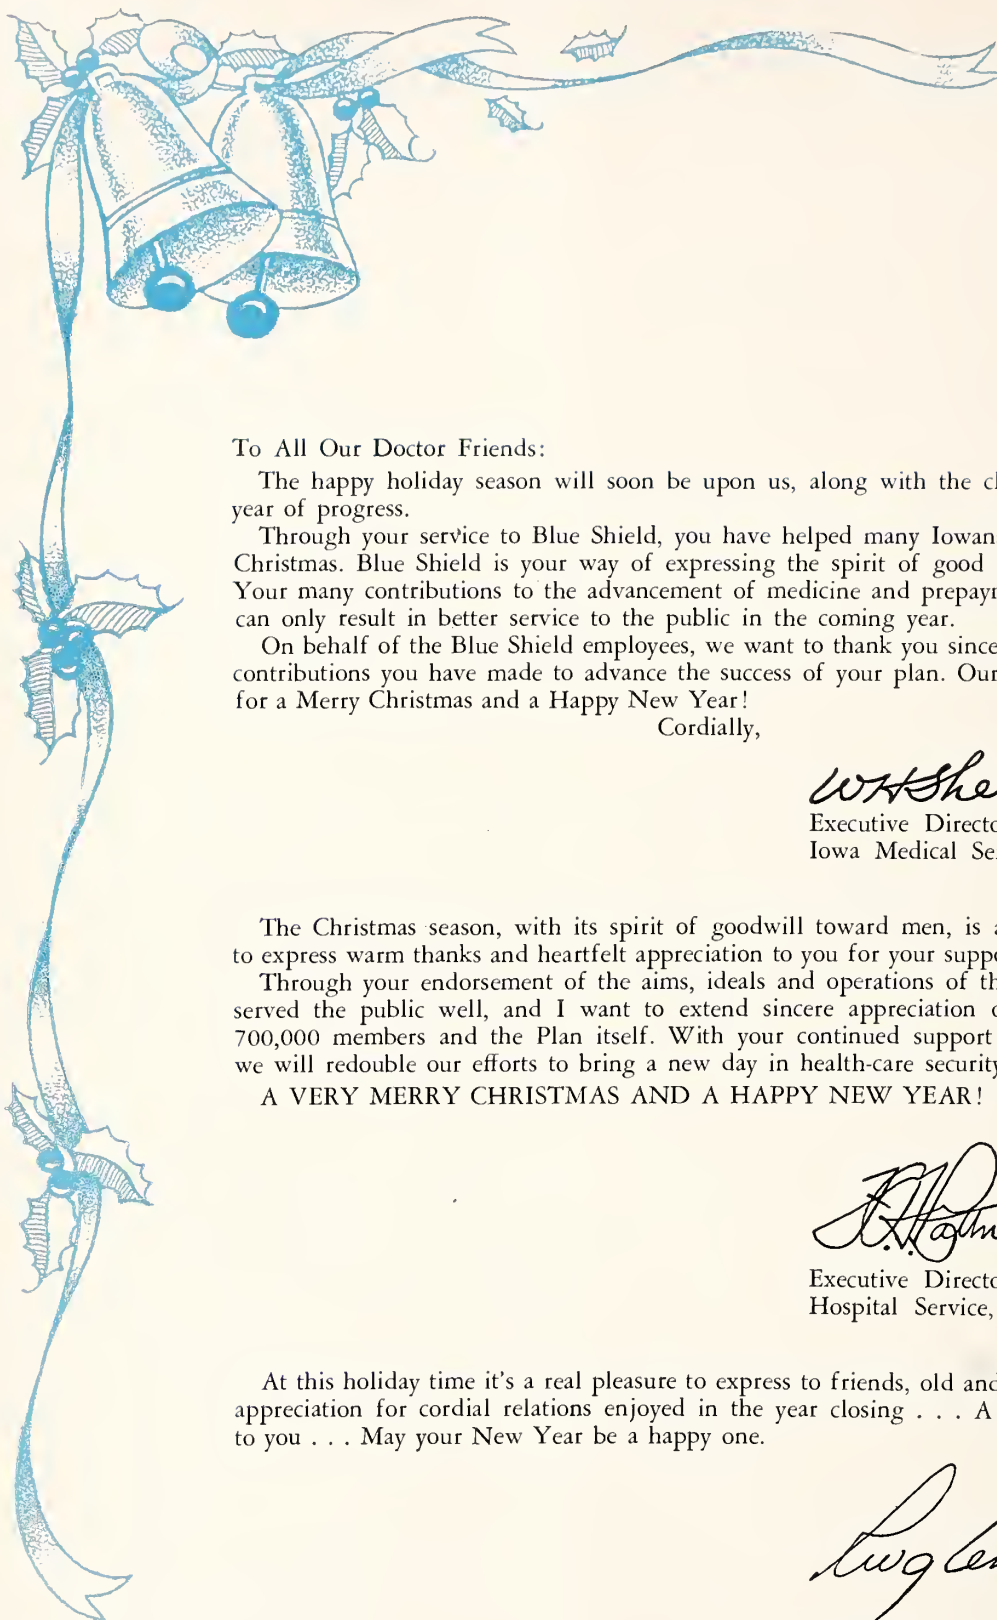 To All Our Doctor Friends:
The happy holiday season will soon be upon us, along with the
year of progress.
Through your service to Blue Shield, you have helped many
Christmas. Blue Shield is your way of expressing the spirit of good
Your many contributions to the advancement of medicine and
can only result in better service to the public in the coming year.
On behalf of the Blue Shield employees, we want to thank you
contributions you have made to advance the success of your plan. Our
for a Merry Christmas and a Happy New Year!
Cordially,
Executive
Iowa Medical
The Christmas season, with its spirit of goodwill toward men, is
to express warm thanks and heartfelt appreciation to you for your
Through your endorsement of the aims, ideals and operations of
served the public well, and I want to extend sincere appreciation
700,000 members and the Plan itself. With your continued support
we will redouble our efforts to bring a new day in health-care security
A VERY MERRY CHRISTMAS AND A HAPPY NEW YEAR!
Executive
Hospital Service,
At this holiday time it's a real pleasure to express to friends, old and
appreciation for cordial relations enjoyed in the year closing . . . A
to you . . . May your New Year be a happy one.